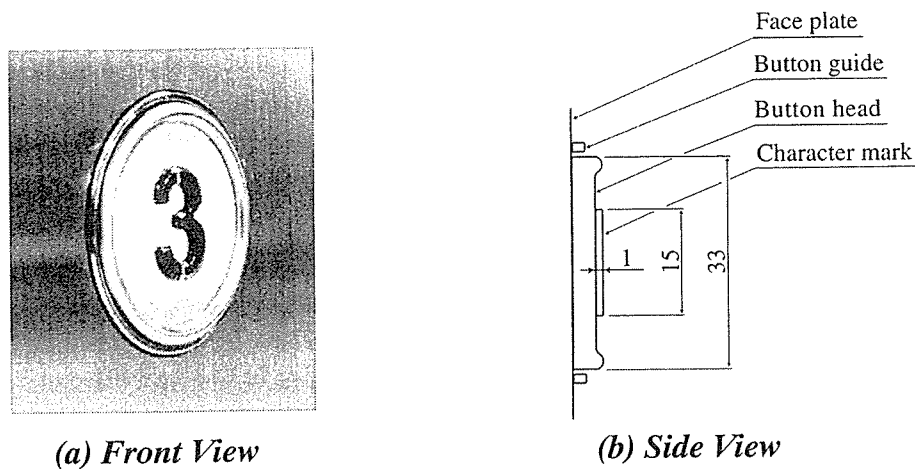 3
Face plate
Button guide
Button head
Character mark
1
15
33
(a) Front View
(b) Side View